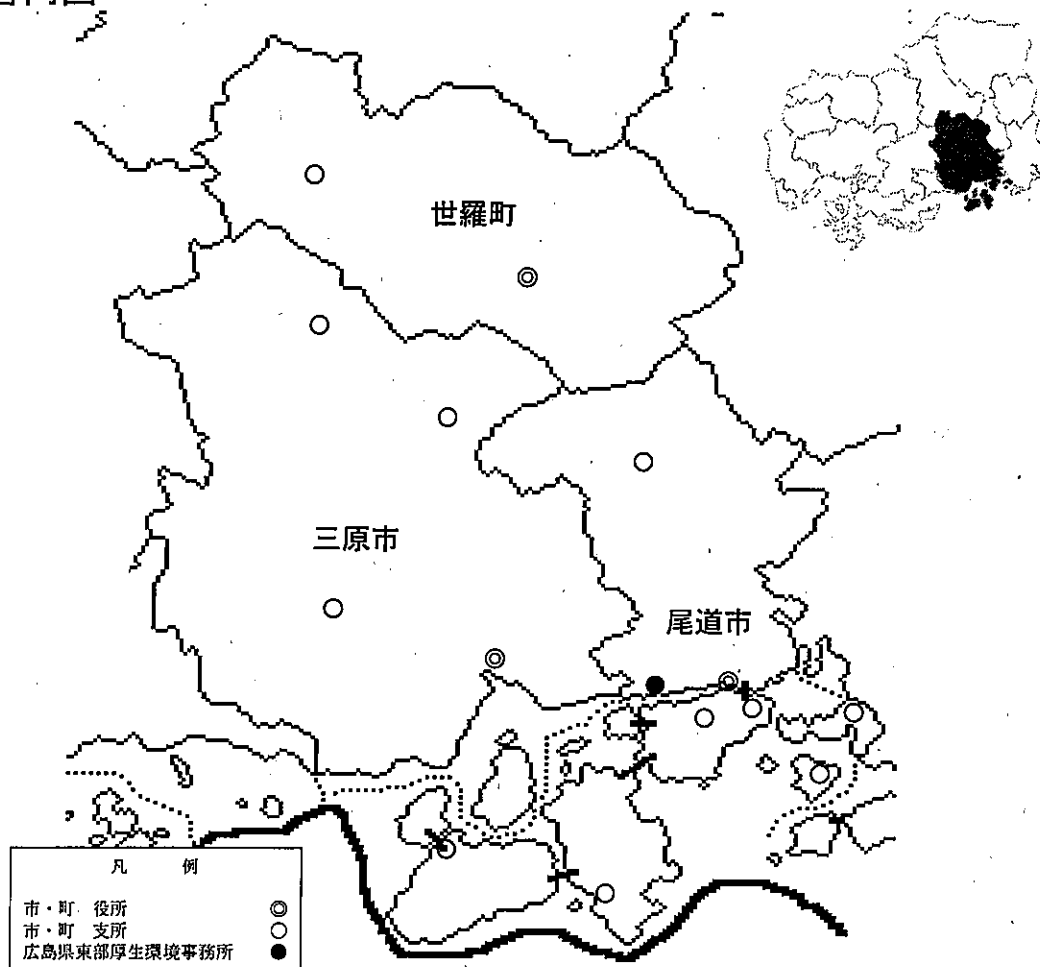 世羅町
三原市
尾道市
凡 例
市・町 役所 ◎
市・町 支所 ○
広島県東部厚生環境事務所 ●